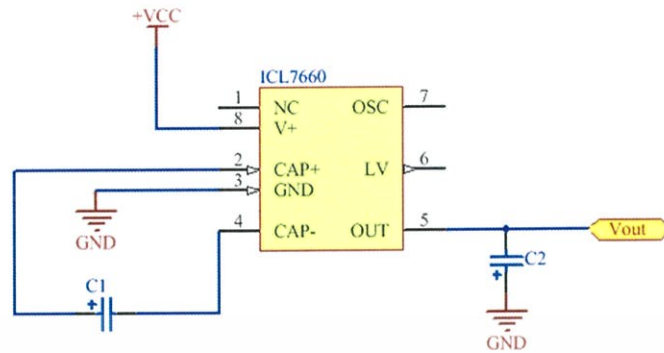 +VCC
ICL7660
1 NC OSC 7
8 V+
2 CAP+ LV 6
3 GND
GND
4 CAP- OUT 5 Vout
C1
+
C2
+
GND